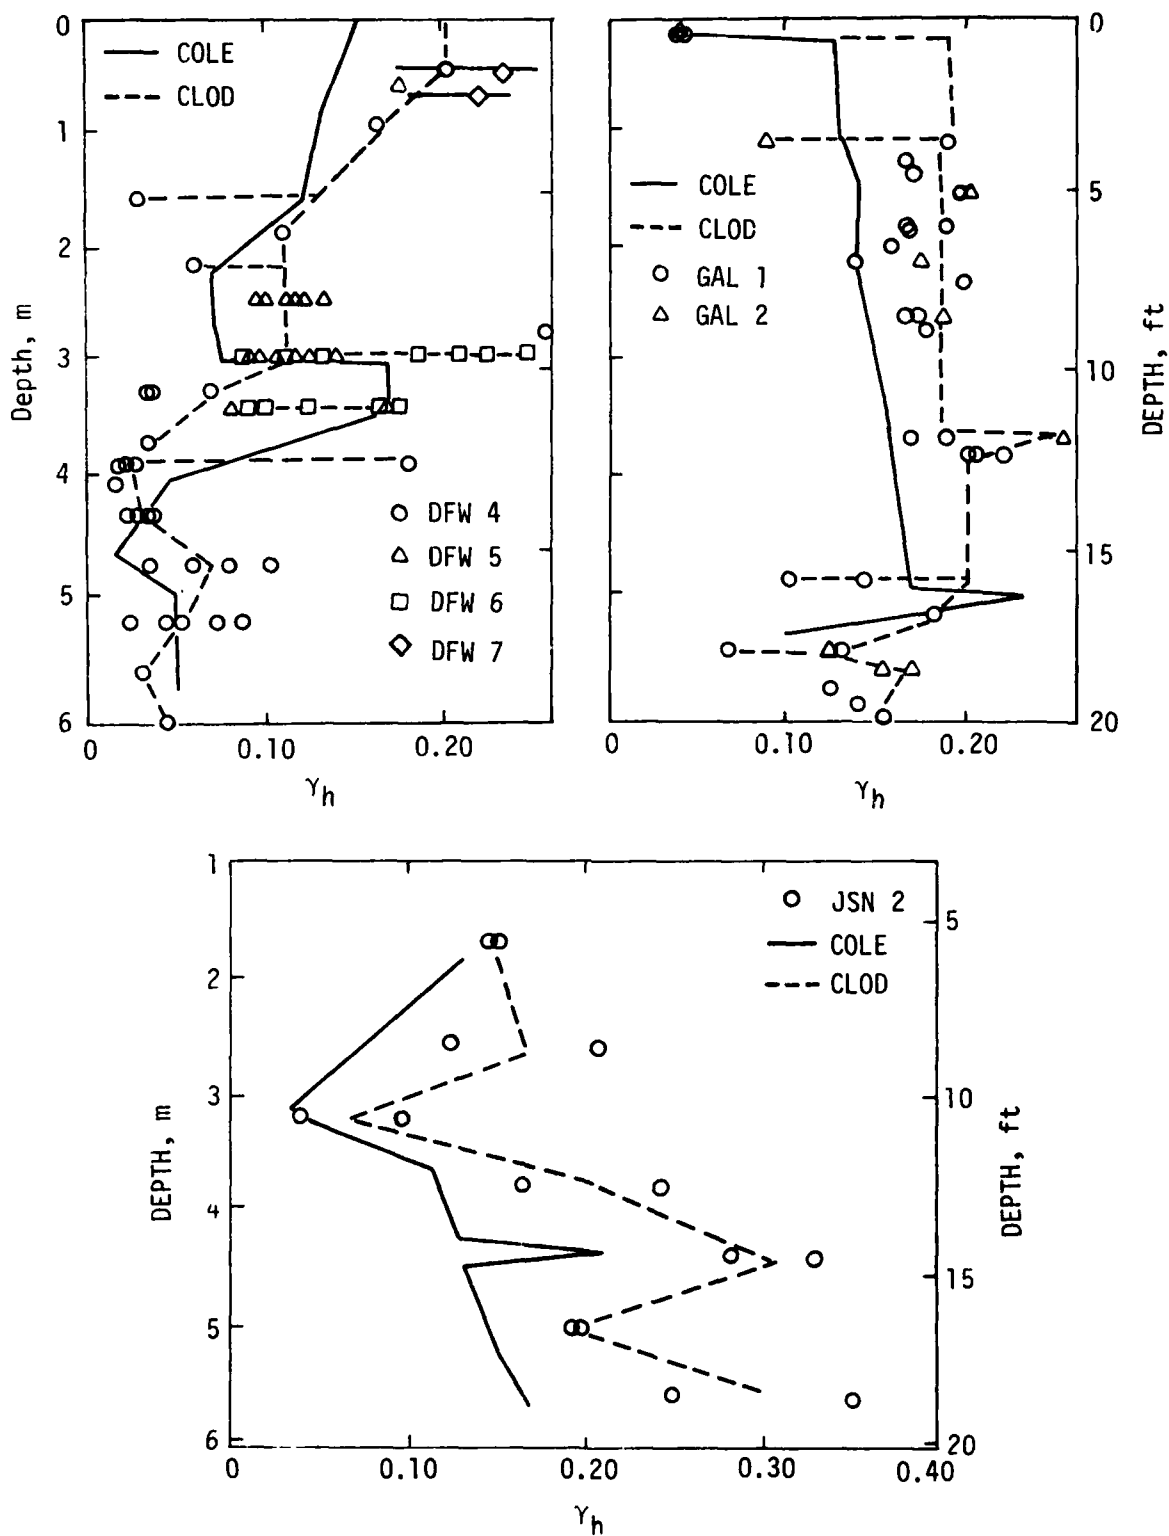 0
1
2
3
4
5
6
Depth, m
COLE
CLOD
DFW 4
DFW 5
DFW 6
DFW 7
0
0.10
0.20
γh
COLE
CLOD
GAL 1
GAL 2
0
5
10
15
20
DEPTH, ft
0
0.10
0.20
γh
1
2
3
4
5
6
DEPTH, m
JSN 2
COLE
CLOD
5
10
15
20
DEPTH, ft
0
0.10
0.20
0.30
0.40
γh